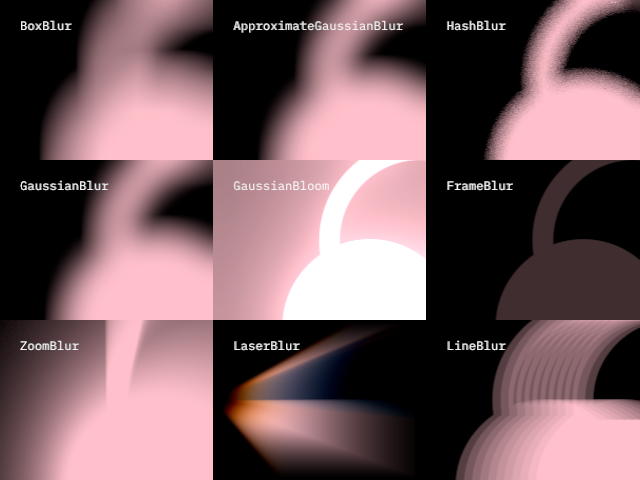 BoxBlur
ApproximateGaussianBlur
HashBlur
GaussianBlur
GaussianBloom
FrameBlur
ZoomBlur
LaserBlur
LineBlur